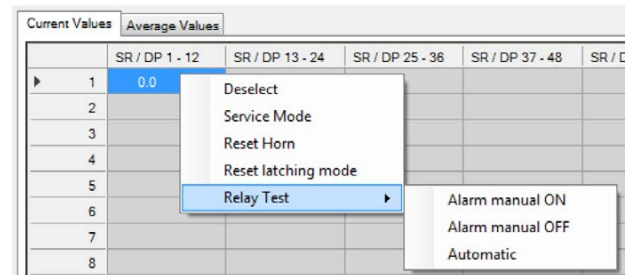 Current Values Average Values
SR / DP 1 - 12 SR / DP 13 - 24 SR / DP 25 - 36 SR / DP 37 - 48 SR /
1 0.0
Deselect
2
Service Mode
3
Reset Horn
4
Reset latching mode
5
Relay Test
Alarm manual ON
6
Alarm manual OFF
7
Automatic
8